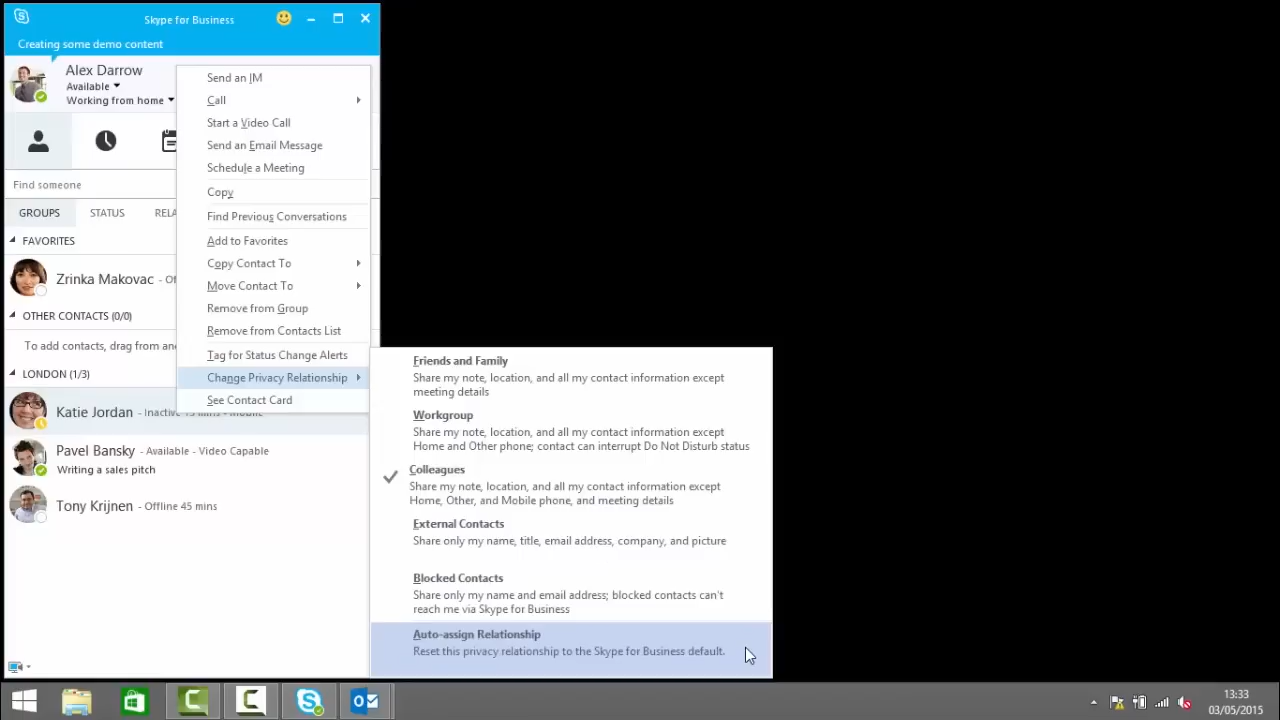 Skype for Business
Creating some demo content
Alex Darrow
Available
Working from home
Find someone
GROUPS
STATUS
FAVORITES
Zrinka Makovac
OTHER CONTACTS (0/0)
To add contacts, drag from
LONDON (1/3)
Katie Jordan - Inactive 15 mins - Mobile
Pavel Bansky - Available - Video Capable
Writing a sales pitch
Tony Krijnen - Offline 45 mins
Send an IM
Call
Start a Video Call
Send an Email Message
Schedule a Meeting
Copy
Find Previous Conversations
Add to Favorites
Copy Contact To
Move Contact To
Remove from Group
Remove from Contacts List
Tag for Status Change Alerts
Change Privacy Relationship
See Contact Card
Friends and Family
Share my note, location, and all my contact information except
meeting details
Workgroup
Share my note, location, and all my contact information except
Home and Other phone; contact can interrupt Do Not Disturb status
Colleagues
Share my note, location, and all my contact information except
Home, Other, and Mobile phone, and meeting details
External Contacts
Share only my name, title, email address, company, and picture
Blocked Contacts
Share only my name and email address; blocked contacts can't
reach me via Skype for Business
Auto-assign Relationship
Reset this privacy relationship to the Skype for Business default.
13:33
03/05/2015